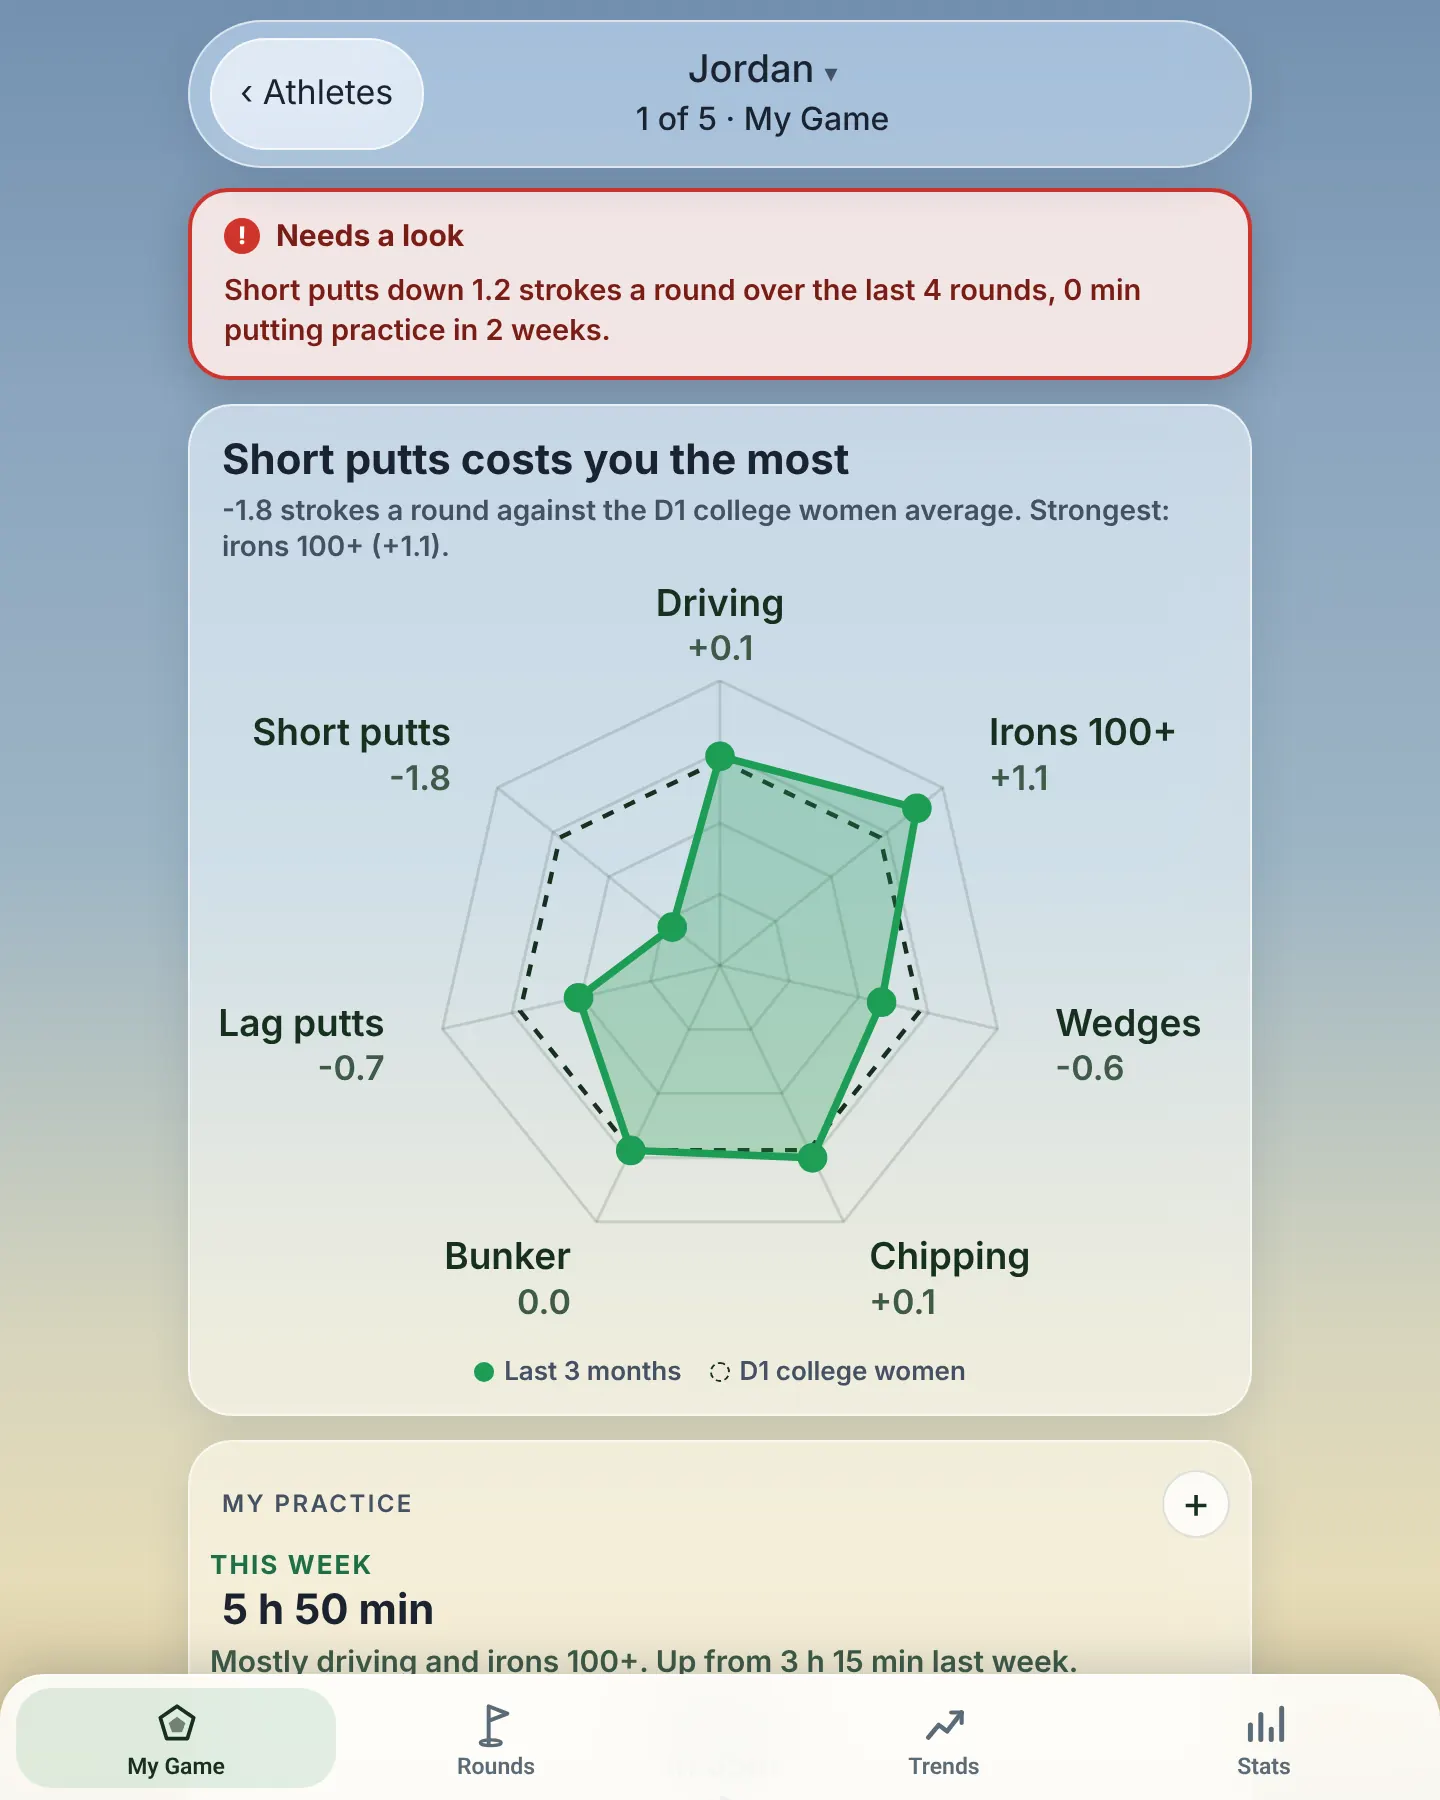 ‹ Athletes
Jordan ▾
1 of 5 · My Game
Needs a look
Short putts down 1.2 strokes a round over the last 4 rounds, 0 min
putting practice in 2 weeks.
Short putts costs you the most
-1.8 strokes a round against the D1 college women average. Strongest:
irons 100+ (+1.1).
Driving
+0.1
Short putts
-1.8
Irons 100+
+1.1
Lag putts
-0.7
Wedges
-0.6
Bunker
0.0
Chipping
+0.1
Last 3 months
D1 college women
MY PRACTICE
+
THIS WEEK
5 h 50 min
Mostly driving and irons 100+. Up from 3 h 15 min last week.
My Game
Rounds
Trends
Stats